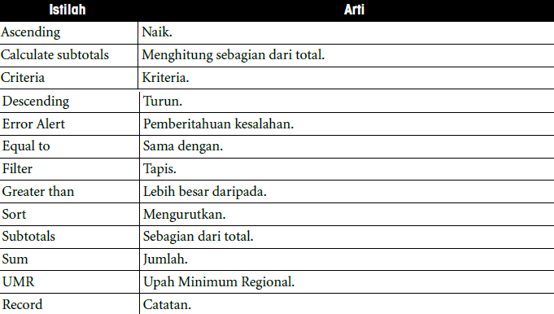 Istilah Arti
Ascending Naik.
Calculate subtotals Menghitung sebagian dari total.
Criteria Kriteria.
Descending Turun.
Error Alert Pemberitahuan kesalahan.
Equal to Sama dengan.
Filter Tapis.
Greater than Lebih besar daripada.
Sort Mengurutkan.
Subtotals Sebagian dari total.
Sum Jumlah.
UMR Upah Minimum Regional.
Record Catatan.